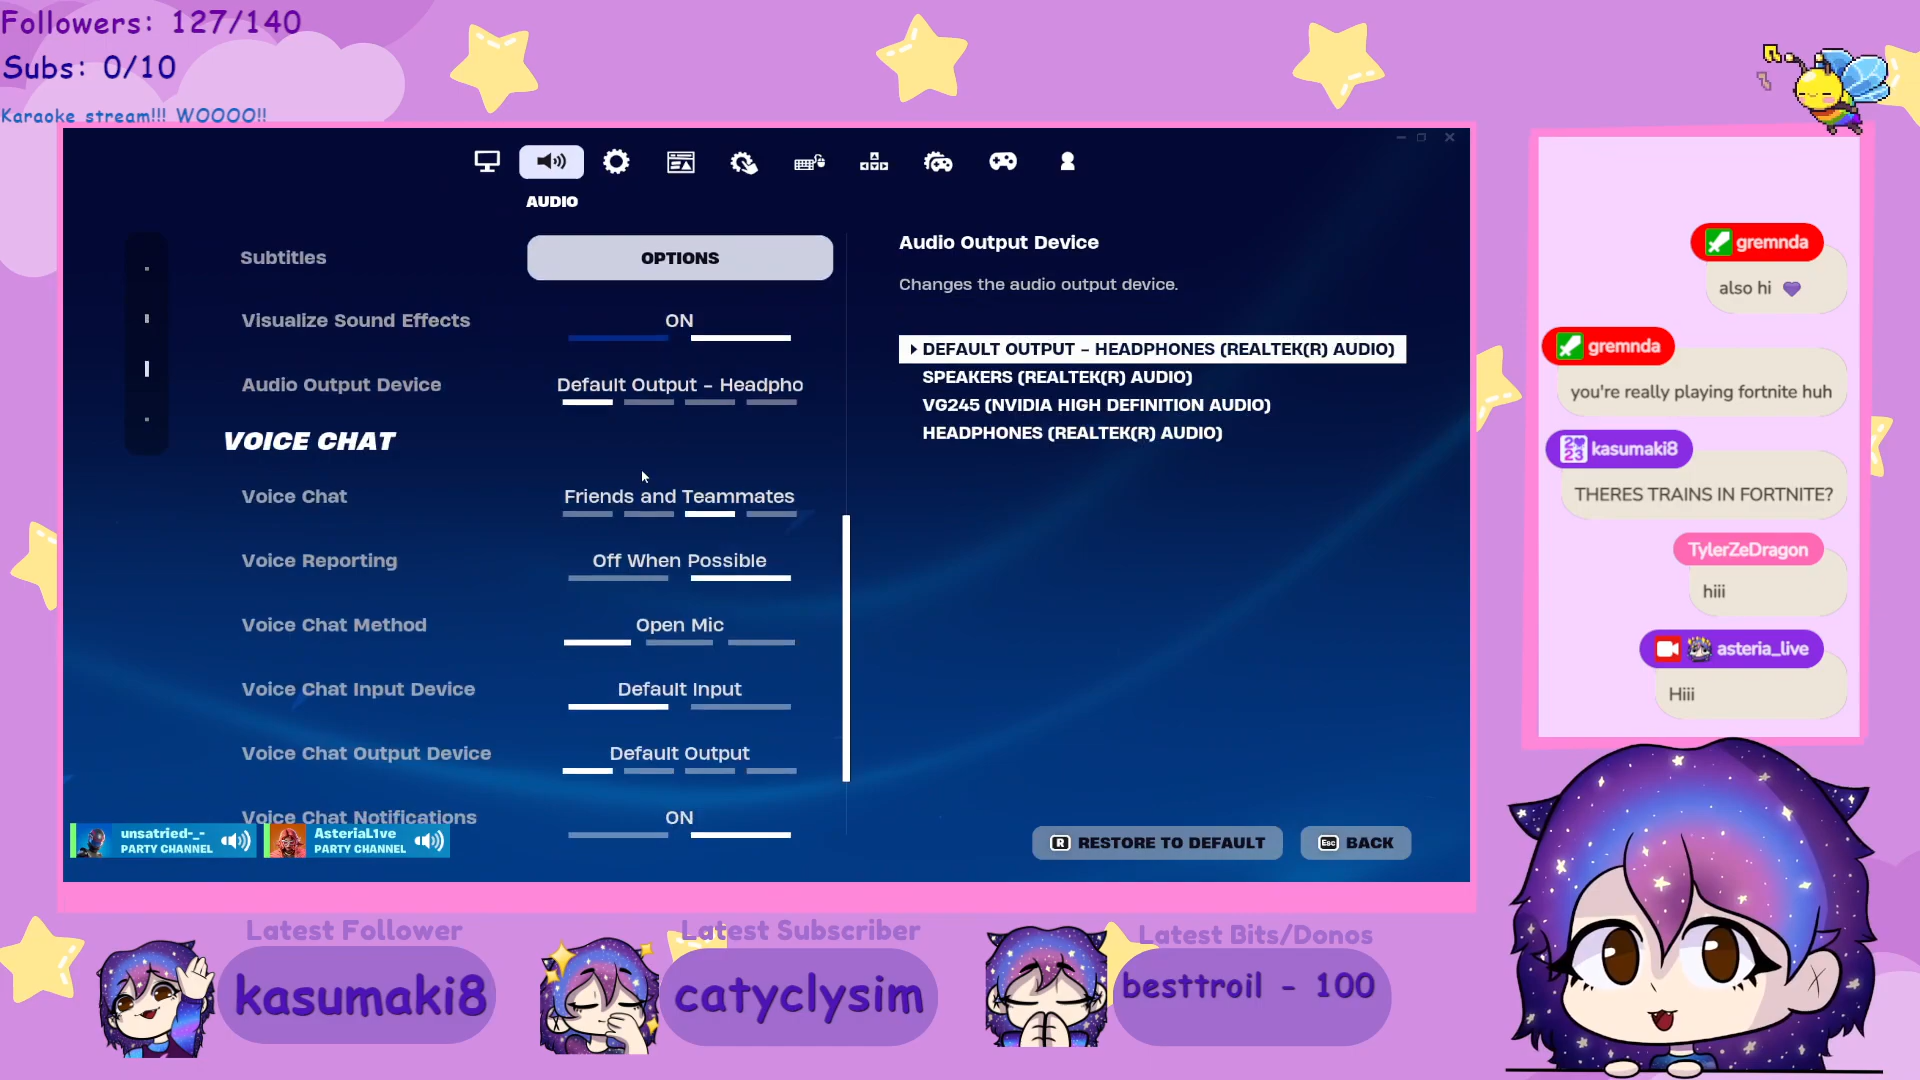 Followers: 127/140
Subs: 0/10
Karaoke stream!!! WOOOO!!
AUDIO
Subtitles
OPTIONS
Visualize Sound Effects
ON
Audio Output Device
Default Output - Headpho
VOICE CHAT
Voice Chat
Friends and Teammates
Voice Reporting
Off When Possible
Voice Chat Method
Open Mic
Voice Chat Input Device
Default Input
Voice Chat Output Device
Default Output
Voice Chat Notifications
ON
Audio Output Device
Changes the audio output device.
DEFAULT OUTPUT - HEADPHONES (REALTEK(R) AUDIO)
SPEAKERS (REALTEK(R) AUDIO)
VG245 (NVIDIA HIGH DEFINITION AUDIO)
HEADPHONES (REALTEK(R) AUDIO)
unsatried-_-
PARTY CHANNEL
AsteriaL1ve
PARTY CHANNEL
R RESTORE TO DEFAULT
Esc BACK
gremnda
also hi
gremnda
you're really playing fortnite huh
2 23 kasumaki8
THERES TRAINS IN FORTNITE?
TylerZeDragon
hiii
asteria_live
Hiii
Latest Follower
kasumaki8
Latest Subscriber
catyclysim
Latest Bits/Donos
besttroil - 100